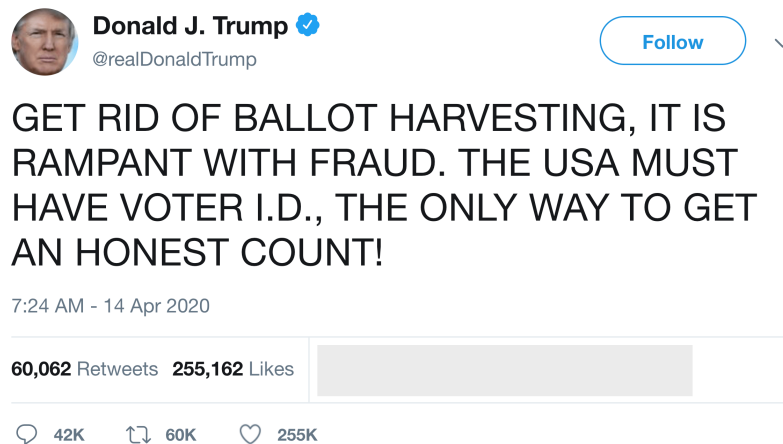 Donald J. Trump
@realDonaldTrump
Follow
GET RID OF BALLOT HARVESTING, IT IS
RAMPANT WITH FRAUD. THE USA MUST
HAVE VOTER I.D., THE ONLY WAY TO GET
AN HONEST COUNT!
7:24 AM - 14 Apr 2020
60,062 Retweets 255,162 Likes
42K 60K 255K